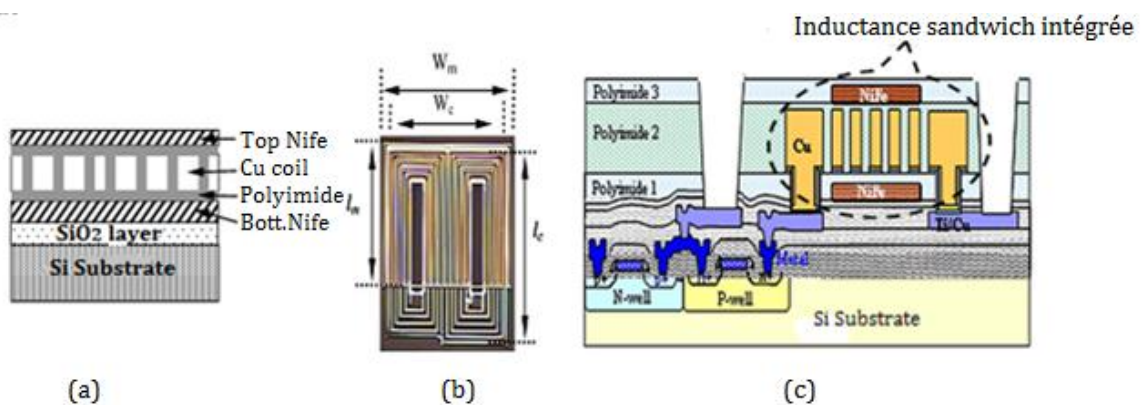 Inductance sandwich intégrée
Top Nife
Cu coil
Polyimide
Bott.Nife
SiO2 layer
Si Substrate
(a)
Wm
Wc
lm
lc
(b)
Polyimide 3
NiFe
Polyimide 2
Cu
Polyimide 1
NiFe
Ti/Cu
Metal
N-well
P-well
Si Substrate
(c)